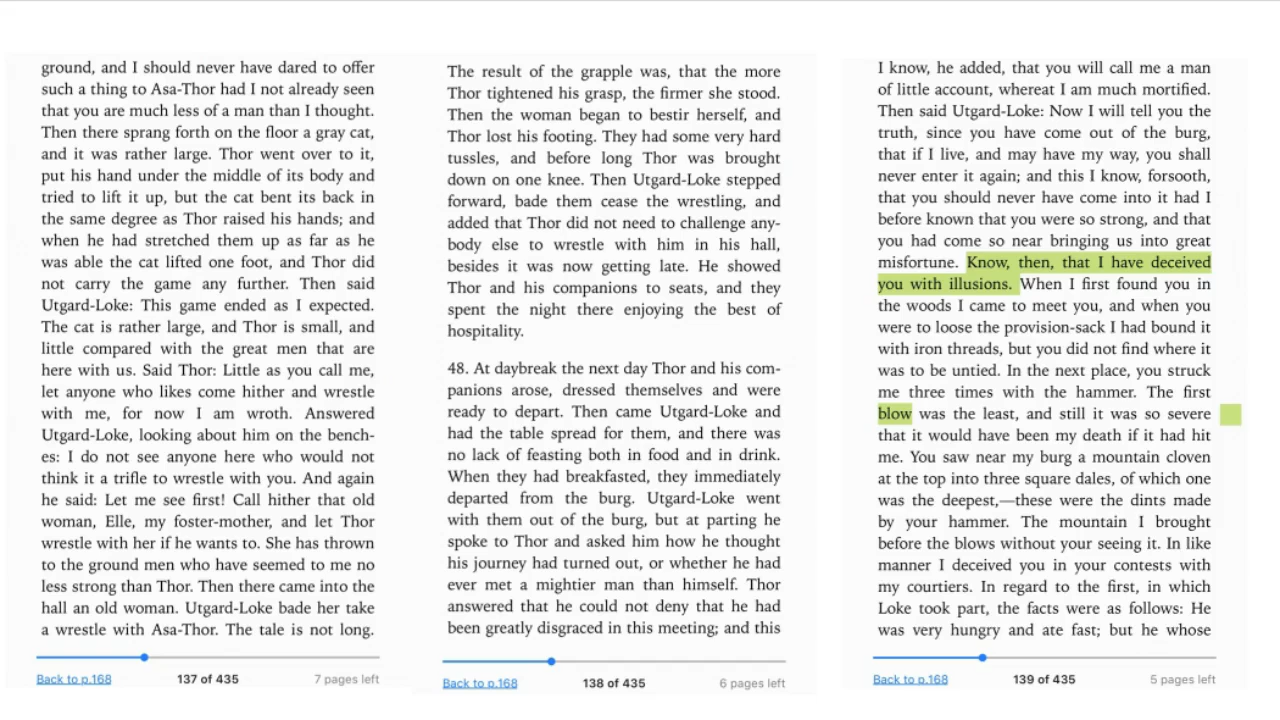 ground, and I should never have dared to offer
such a thing to Asa-Thor had I not already seen
that you are much less of a man than I thought.
Then there sprang forth on the floor a gray cat,
and it was rather large. Thor went over to it,
put his hand under the middle of its body and
tried to lift it up, but the cat bent its back in
the same degree as Thor raised his hands; and
when he had stretched them up as far as he
was able the cat lifted one foot, and Thor did
not carry the game any further. Then said
Utgard-Loke: This game ended as I expected.
The cat is rather large, and Thor is small, and
little compared with the great men that are
here with us. Said Thor: Little as you call me,
let anyone who likes come hither and wrestle
with me, for now I am wroth. Answered
Utgard-Loke, looking about him on the bench-
es: I do not see anyone here who would not
think it a trifle to wrestle with you. And again
he said: Let me see first! Call hither that old
woman, Elle, my foster-mother, and let Thor
wrestle with her if he wants to. She has thrown
to the ground men who have seemed to me no
less strong than Thor. Then there came into the
hall an old woman. Utgard-Loke bade her take
a wrestle with Asa-Thor. The tale is not long.
Back to p.168 137 of 435 7 pages left
The result of the grapple was, that the more
Thor tightened his grasp, the firmer she stood.
Then the woman began to bestir herself, and
Thor lost his footing. They had some very hard
tussles, and before long Thor was brought
down on one knee. Then Utgard-Loke stepped
forward, bade them cease the wrestling, and
added that Thor did not need to challenge any-
body else to wrestle with him in his hall,
besides it was now getting late. He showed
Thor and his companions to seats, and they
spent the night there enjoying the best of
hospitality.
48. At daybreak the next day Thor and his com-
panions arose, dressed themselves and were
ready to depart. Then came Utgard-Loke and
had the table spread for them, and there was
no lack of feasting both in food and in drink.
When they had breakfasted, they immediately
departed from the burg. Utgard-Loke went
with them out of the burg, but at parting he
spoke to Thor and asked him how he thought
his journey had turned out, or whether he had
ever met a mightier man than himself. Thor
answered that he could not deny that he had
been greatly disgraced in this meeting; and this
Back to p.168 138 of 435 6 pages left
I know, he added, that you will call me a man
of little account, whereat I am much mortified.
Then said Utgard-Loke: Now I will tell you the
truth, since you have come out of the burg,
that if I live, and may have my way, you shall
never enter it again; and this I know, forsooth,
that you should never have come into it had I
before known that you were so strong, and that
you had come so near bringing us into great
misfortune. Know, then, that I have deceived
you with illusions. When I first found you in
the woods I came to meet you, and when you
were to loose the provision-sack I had bound it
with iron threads, but you did not find where it
was to be untied. In the next place, you struck
me three times with the hammer. The first
blow was the least, and still it was so severe
that it would have been my death if it had hit
me. You saw near my burg a mountain cloven
at the top into three square dales, of which one
was the deepest,—these were the dints made
by your hammer. The mountain I brought
before the blows without your seeing it. In like
manner I deceived you in your contests with
my courtiers. In regard to the first, in which
Loke took part, the facts were as follows: He
was very hungry and ate fast; but he whose
Back to p.168 139 of 435 5 pages left